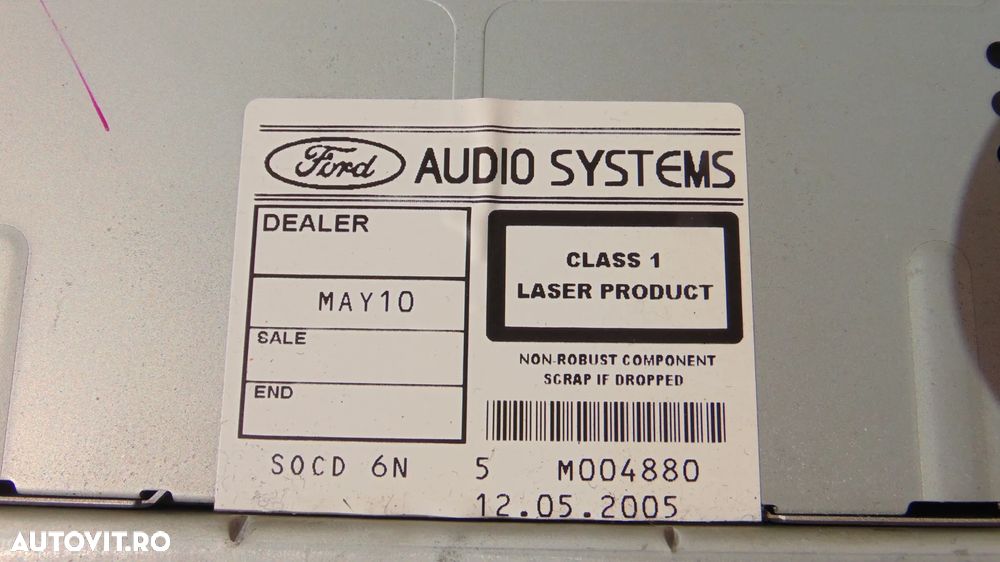 Ford AUDIO SYSTEMS
DEALER
MAY10
SALE
END
CLASS 1
LASER PRODUCT
NON-ROBUST COMPONENT
SCRAP IF DROPPED
SOCD 6N 5 M004880
12.05.2005
AUTOVIT.RO